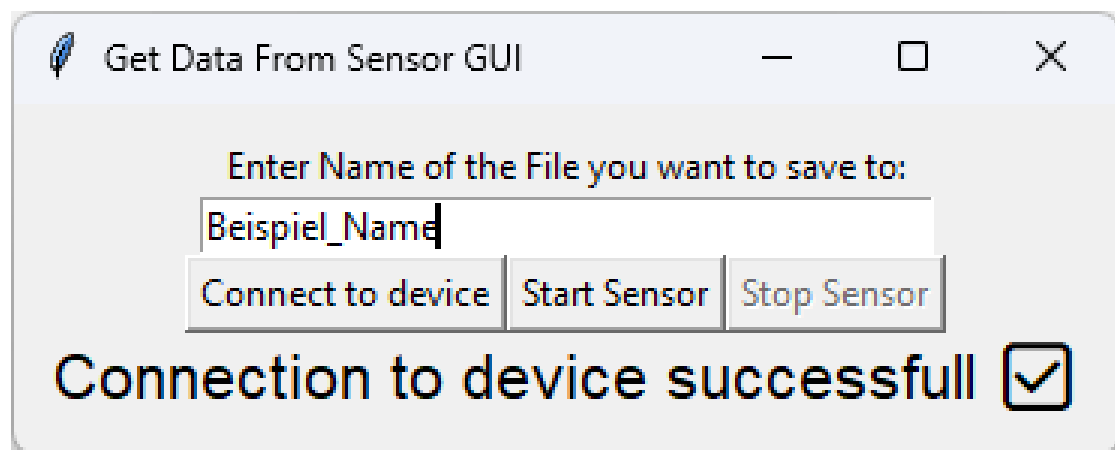 Get Data From Sensor GUI
Enter Name of the File you want to save to:
Beispiel_Name
Connect to device Start Sensor Stop Sensor
Connection to device successfull ☑